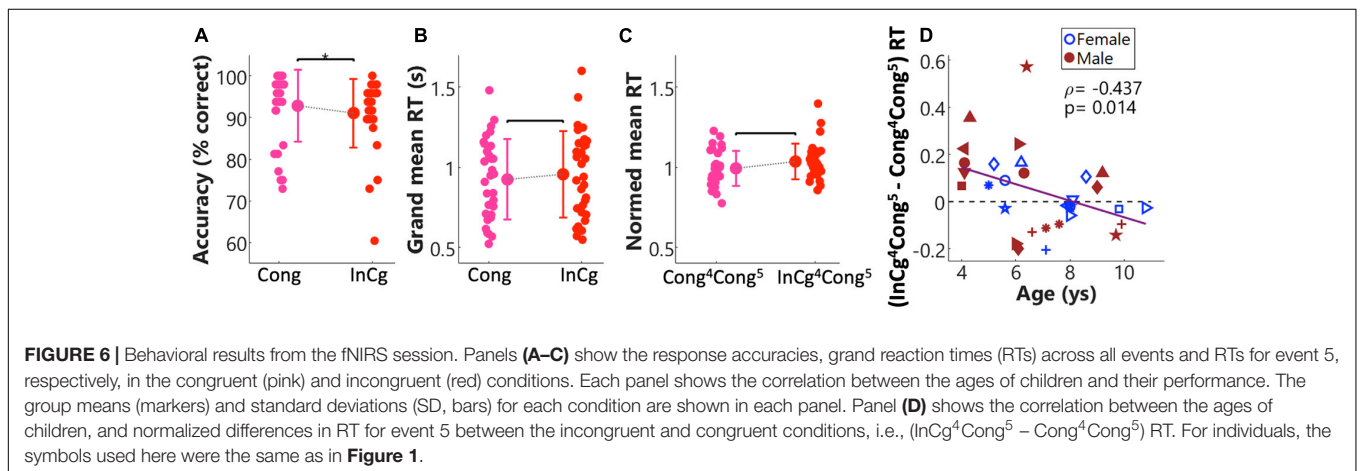 A
B
C
D
Accuracy (% correct)
100
90
80
70
60
Cong
InCg
*
Grand mean RT (s)
1.5
1
0.5
Cong
InCg
Normed mean RT
1.5
1
0.5
Cong⁴Cong⁵
InCg⁴Cong⁵
(InCg⁴Cong⁵ - Cong⁴Cong⁵) RT
0.6
0.4
0.2
0
-0.2
4
6
8
10
Age (ys)
Female
Male
ρ= -0.437
p= 0.014
FIGURE 6 | Behavioral results from the fNIRS session. Panels (A–C) show the response accuracies, grand reaction times (RTs) across all events and RTs for event 5,
respectively, in the congruent (pink) and incongruent (red) conditions. Each panel shows the correlation between the ages of children and their performance. The
group means (markers) and standard deviations (SD, bars) for each condition are shown in each panel. Panel (D) shows the correlation between the ages of
children, and normalized differences in RT for event 5 between the incongruent and congruent conditions, i.e., (InCg⁴Cong⁵ – Cong⁴Cong⁵) RT. For individuals, the
symbols used here were the same as in Figure 1.